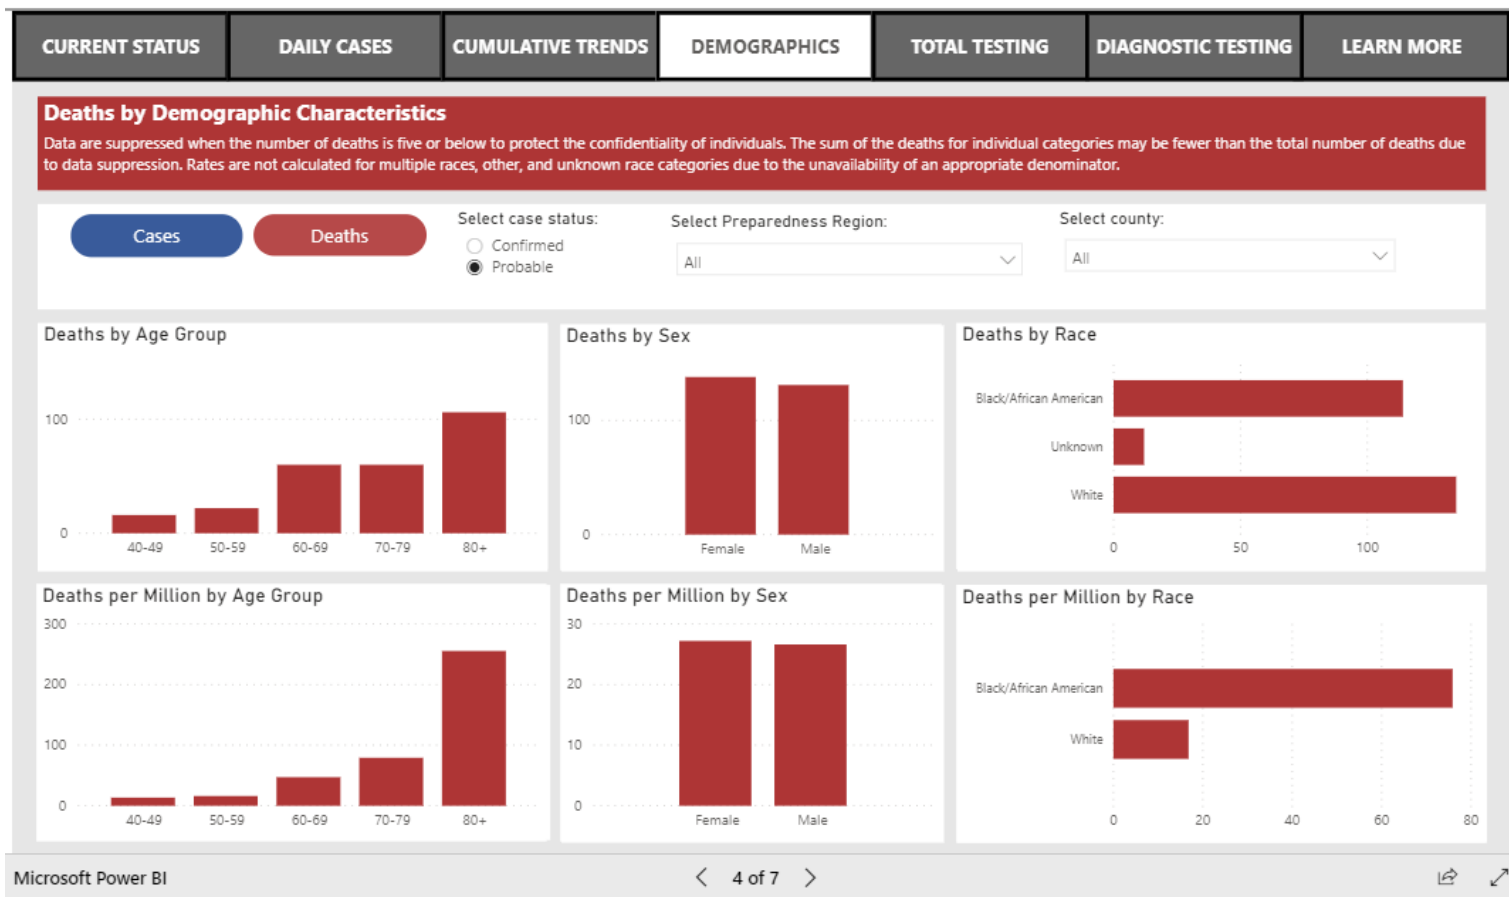 CURRENT STATUS DAILY CASES CUMULATIVE TRENDS DEMOGRAPHICS TOTAL TESTING DIAGNOSTIC TESTING LEARN MORE
Deaths by Demographic Characteristics
Data are suppressed when the number of deaths is five or below to protect the confidentiality of individuals. The sum of the deaths for individual categories may be fewer than the total number of deaths due
to data suppression. Rates are not calculated for multiple races, other, and unknown race categories due to the unavailability of an appropriate denominator.
Cases
Deaths
Select case status:
Confirmed
Probable
Select Preparedness Region:
All
Select county:
All
Deaths by Age Group
100
0
40-49 50-59 60-69 70-79 80+
Deaths by Sex
100
0
Female Male
Deaths by Race
Black/African American
Unknown
White
0 50 100
Deaths per Million by Age Group
300
200
100
0
40-49 50-59 60-69 70-79 80+
Deaths per Million by Sex
30
20
10
0
Female Male
Deaths per Million by Race
Black/African American
White
0 20 40 60 80
Microsoft Power BI
4 of 7